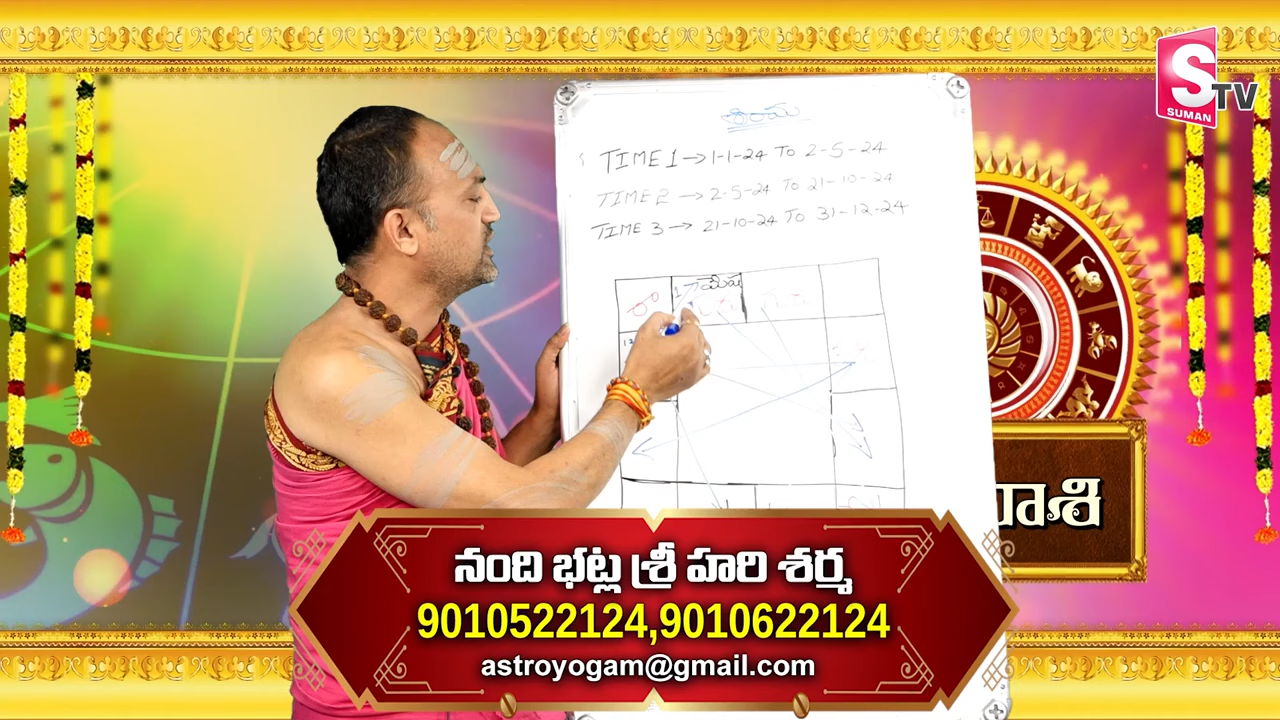 S TV
SUMAN
శ్రీరామ
TIME 1 → 1-1-24 TO 2-5-24
TIME 2 → 2-5-24 TO 21-10-24
TIME 3 → 21-10-24 TO 31-12-24
మేష
రా
12
రాశి
నంది భట్ల శ్రీ హరి శర్మ
9010522124,9010622124
astroyogam@gmail.com